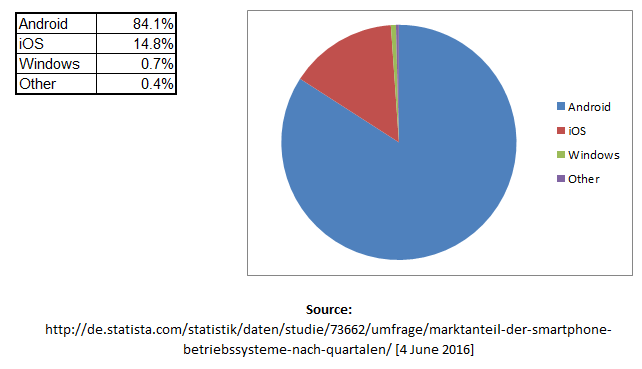 Android 84.1%
iOS 14.8%
Windows 0.7%
Other 0.4%
Android
iOS
Windows
Other
Source:
http://de.statista.com/statistik/daten/studie/73662/umfrage/marktanteil-der-smartphone-
betriebssysteme-nach-quartalen/ [4 June 2016]